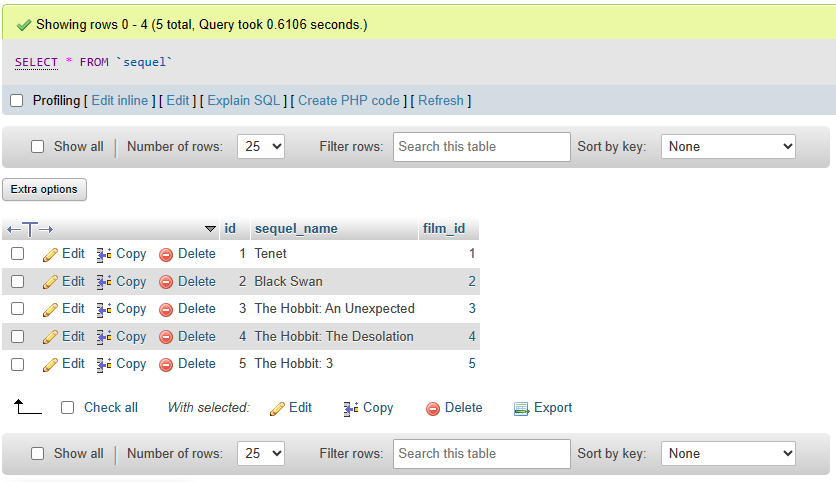 Showing rows 0 - 4 (5 total, Query took 0.6106 seconds.)
SELECT * FROM `sequel`
Profiling [ Edit inline ] [ Edit ] [ Explain SQL ] [ Create PHP code ] [ Refresh ]
Show all Number of rows: 25 Filter rows: Search this table Sort by key: None
Extra options
id sequel_name film_id
Edit Copy Delete 1 Tenet 1
Edit Copy Delete 2 Black Swan 2
Edit Copy Delete 3 The Hobbit: An Unexpected 3
Edit Copy Delete 4 The Hobbit: The Desolation 4
Edit Copy Delete 5 The Hobbit: 3 5
Check all With selected: Edit Copy Delete Export
Show all Number of rows: 25 Filter rows: Search this table Sort by key: None